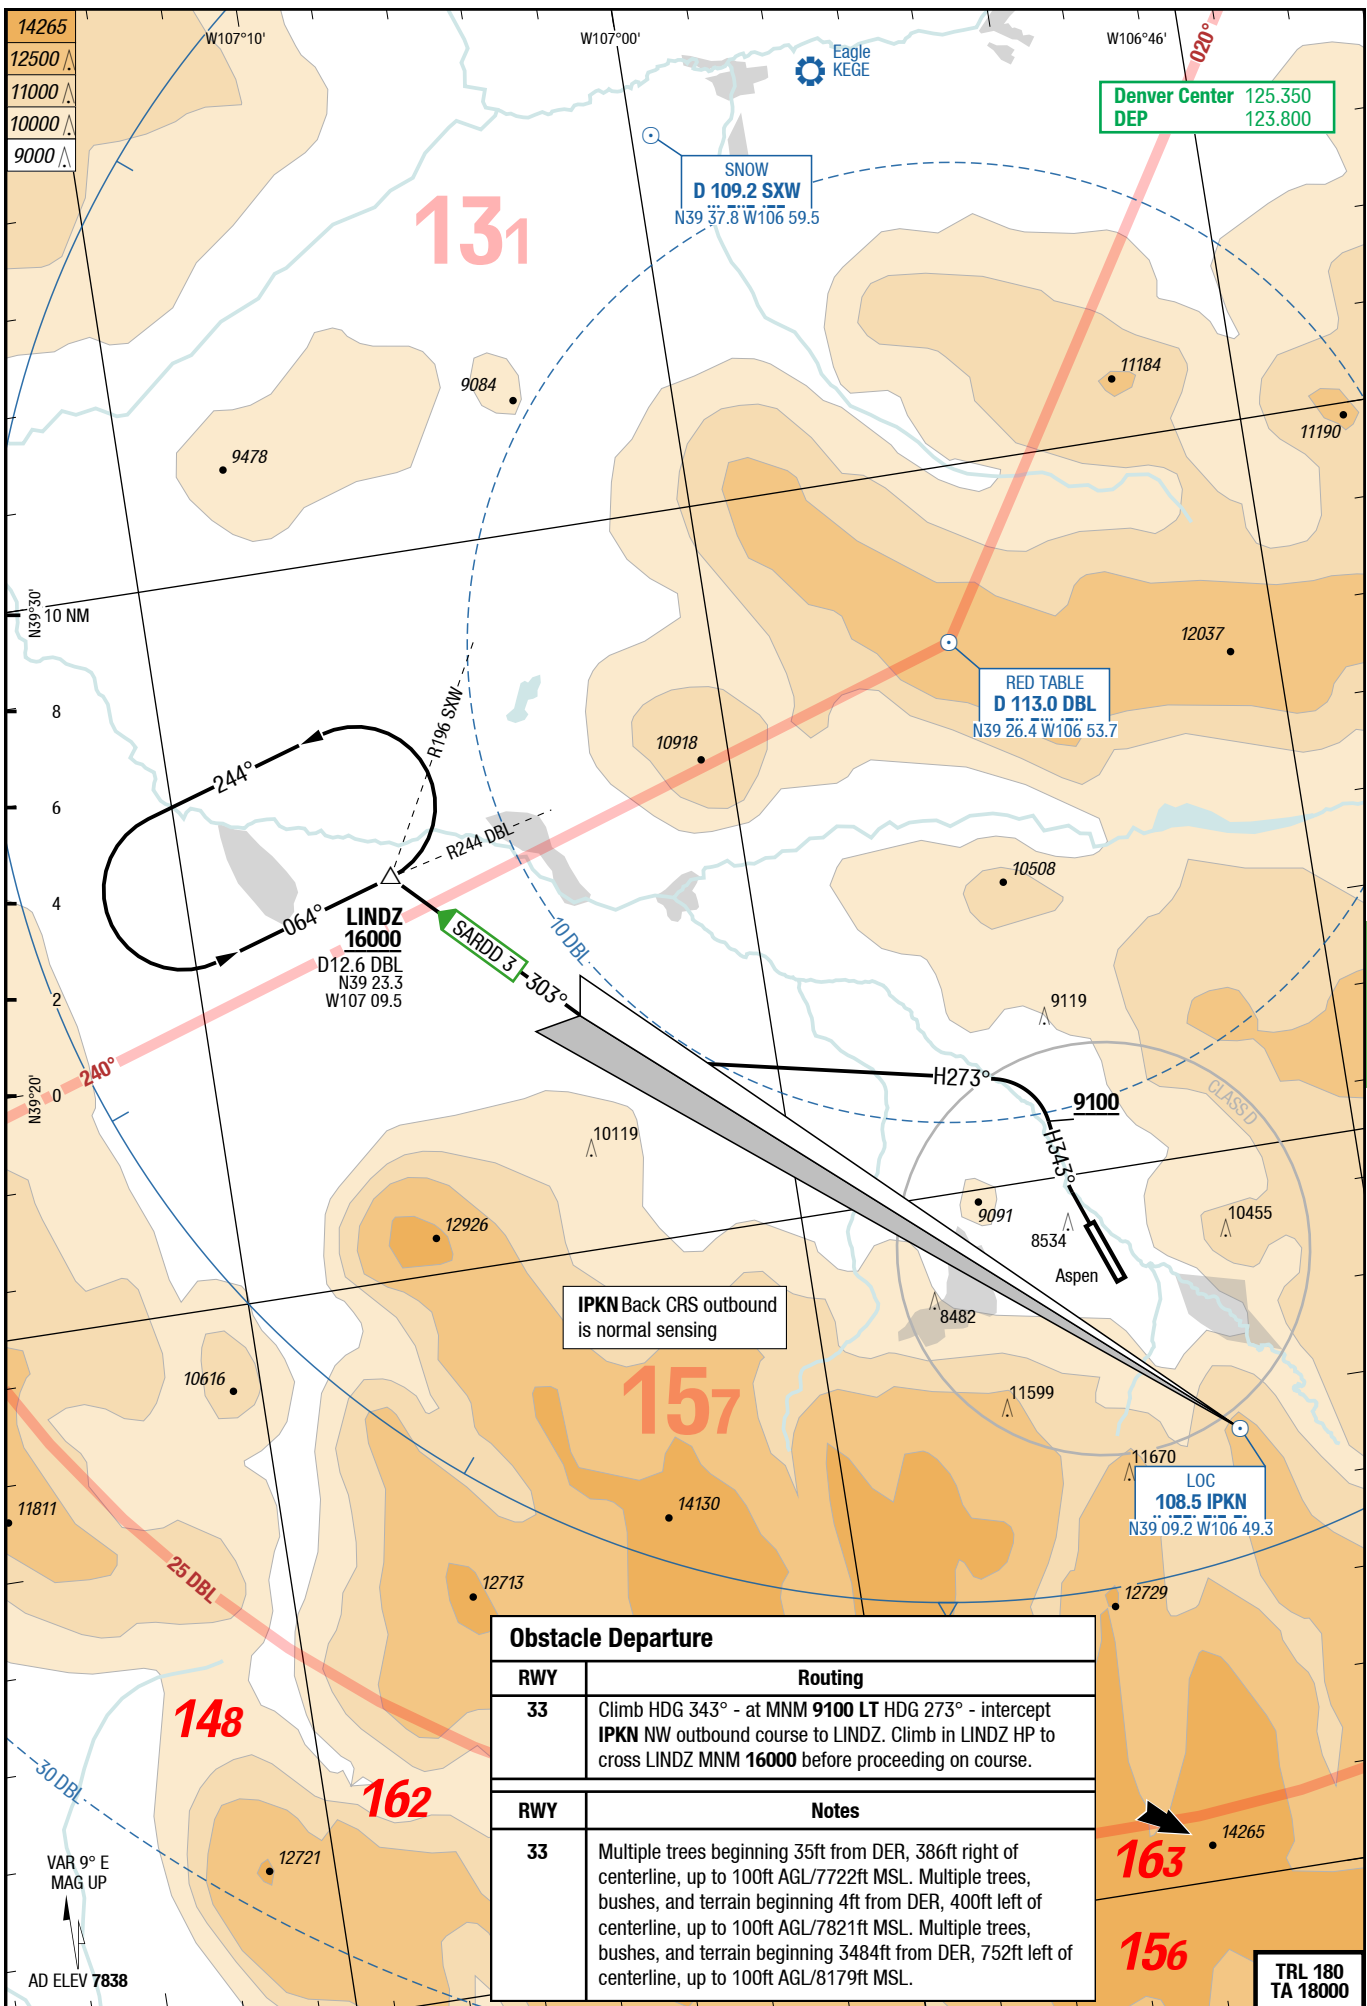 14265
12500
11000
10000
9000
W107°10'
W107°00'
W106°46'
020°
Eagle
KEGE
Denver Center 125.350
DEP 123.800
SNOW
D 109.2 SXW
N39 37.8 W106 59.5
131
9084
11184
11190
9478
N39°30'
10 NM
12037
RED TABLE
D 113.0 DBL
N39 26.4 W106 53.7
8
R196 SXW
10918
244°
6
R244 DBL
10508
4
064°
LINDZ
16000
D12.6 DBL
N39 23.3
W107 09.5
SARDD 3
303°
10 DBL
2
9119
240°
N39°20'
0
H273°
9100
CLASS D
H343°
10119
9091
8534
10455
12926
Aspen
IPKN Back CRS outbound
is normal sensing
8482
10616
157
11599
11670
LOC
108.5 IPKN
N39 09.2 W106 49.3
11811
14130
25 DBL
12713
12729
Obstacle Departure
RWY Routing
33 Climb HDG 343° - at MNM 9100 LT HDG 273° - intercept
IPKN NW outbound course to LINDZ. Climb in LINDZ HP to
cross LINDZ MNM 16000 before proceeding on course.
RWY Notes
33 Multiple trees beginning 35ft from DER, 386ft right of
centerline, up to 100ft AGL/7722ft MSL. Multiple trees,
bushes, and terrain beginning 4ft from DER, 400ft left of
centerline, up to 100ft AGL/7821ft MSL. Multiple trees,
bushes, and terrain beginning 3484ft from DER, 752ft left of
centerline, up to 100ft AGL/8179ft MSL.
148
30 DBL
162
14265
163
12721
VAR 9° E
MAG UP
156
AD ELEV 7838
TRL 180
TA 18000